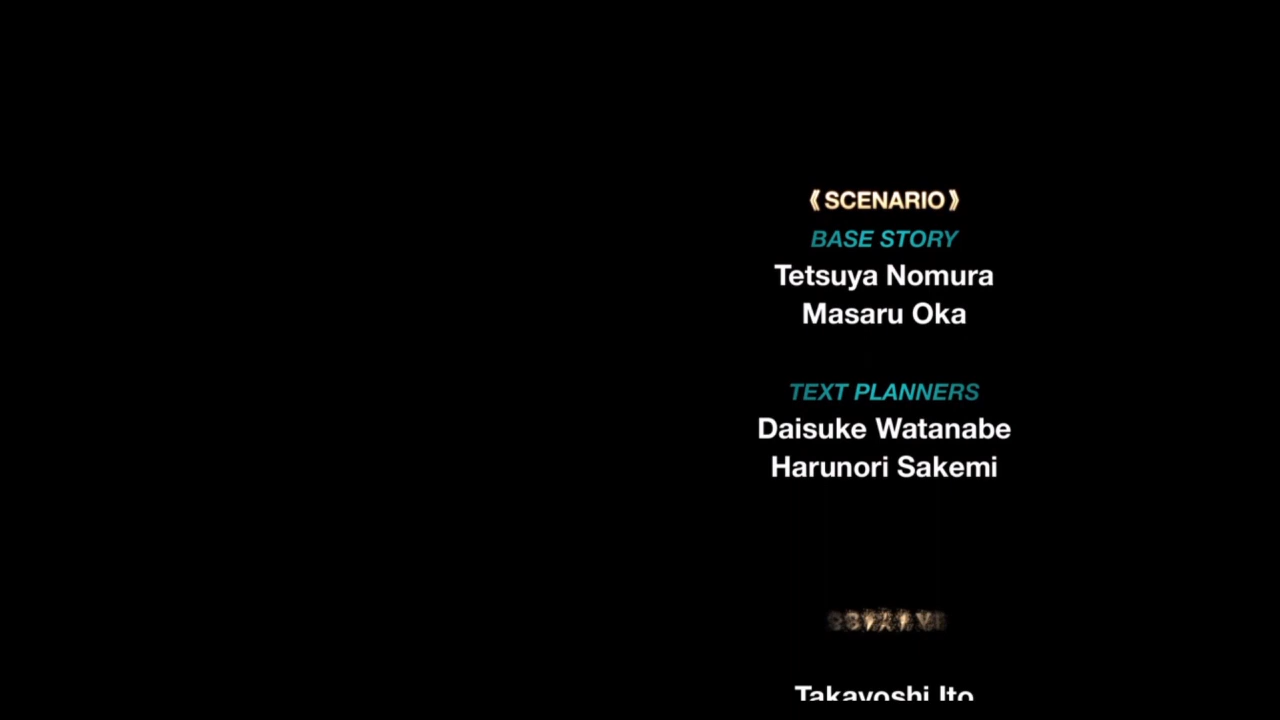 《SCENARIO》
BASE STORY
Tetsuya Nomura
Masaru Oka
TEXT PLANNERS
Daisuke Watanabe
Harunori Sakemi
Takayoshi Ito